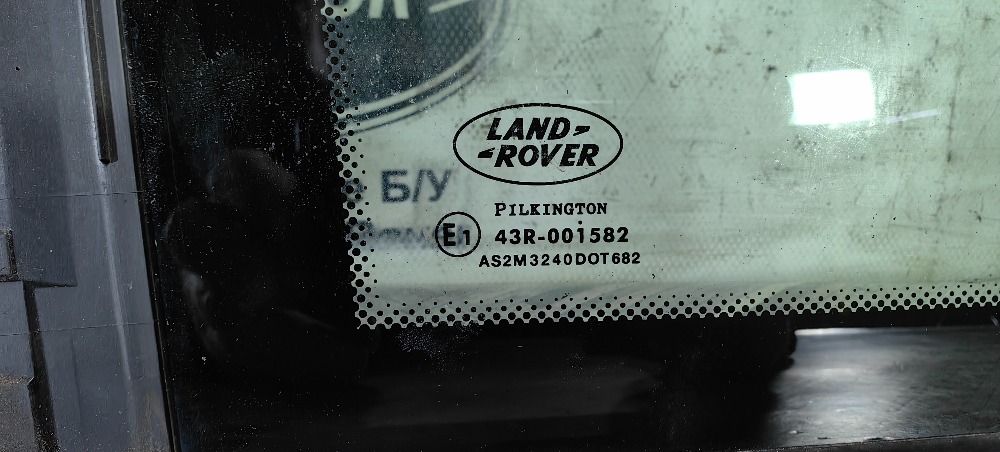 LAND
ROVER
Б/У
PILKINGTON
E1 43R-001582
AS2M3240DOT682